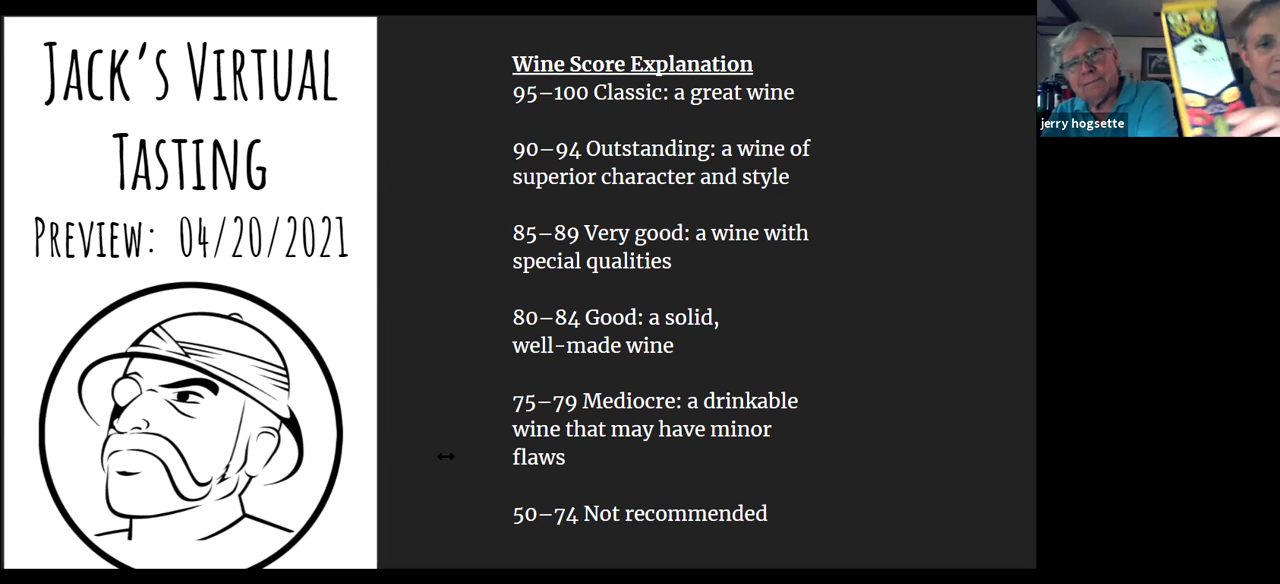 Jack's Virtual
Tasting
Preview: 04/20/2021
Wine Score Explanation
95–100 Classic: a great wine
90–94 Outstanding: a wine of
superior character and style
85–89 Very good: a wine with
special qualities
80–84 Good: a solid,
well-made wine
75–79 Mediocre: a drinkable
wine that may have minor
flaws
50–74 Not recommended
jerry hogsette